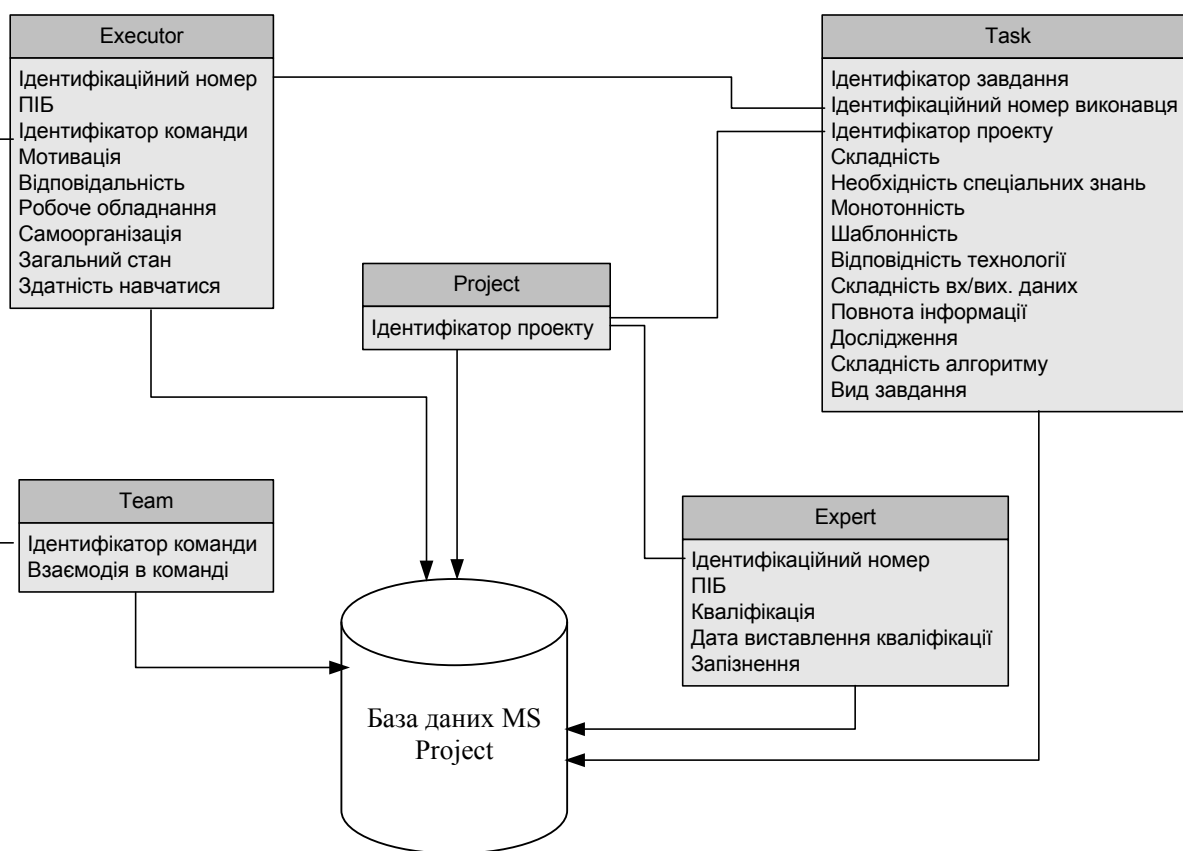 Executor
Ідентифікаційний номер
ПІБ
Ідентифікатор команди
Мотивація
Відповідальність
Робоче обладнання
Самоорганізація
Загальний стан
Здатність навчатися
Task
Ідентифікатор завдання
Ідентифікаційний номер виконавця
Ідентифікатор проекту
Складність
Необхідність спеціальних знань
Монотонність
Шаблонність
Відповідність технології
Складність вх/вих. даних
Повнота інформації
Дослідження
Складність алгоритму
Вид завдання
Project
Ідентифікатор проекту
Team
Ідентифікатор команди
Взаємодія в команді
Expert
Ідентифікаційний номер
ПІБ
Кваліфікація
Дата виставлення кваліфікації
Запізнення
База даних MS
Project